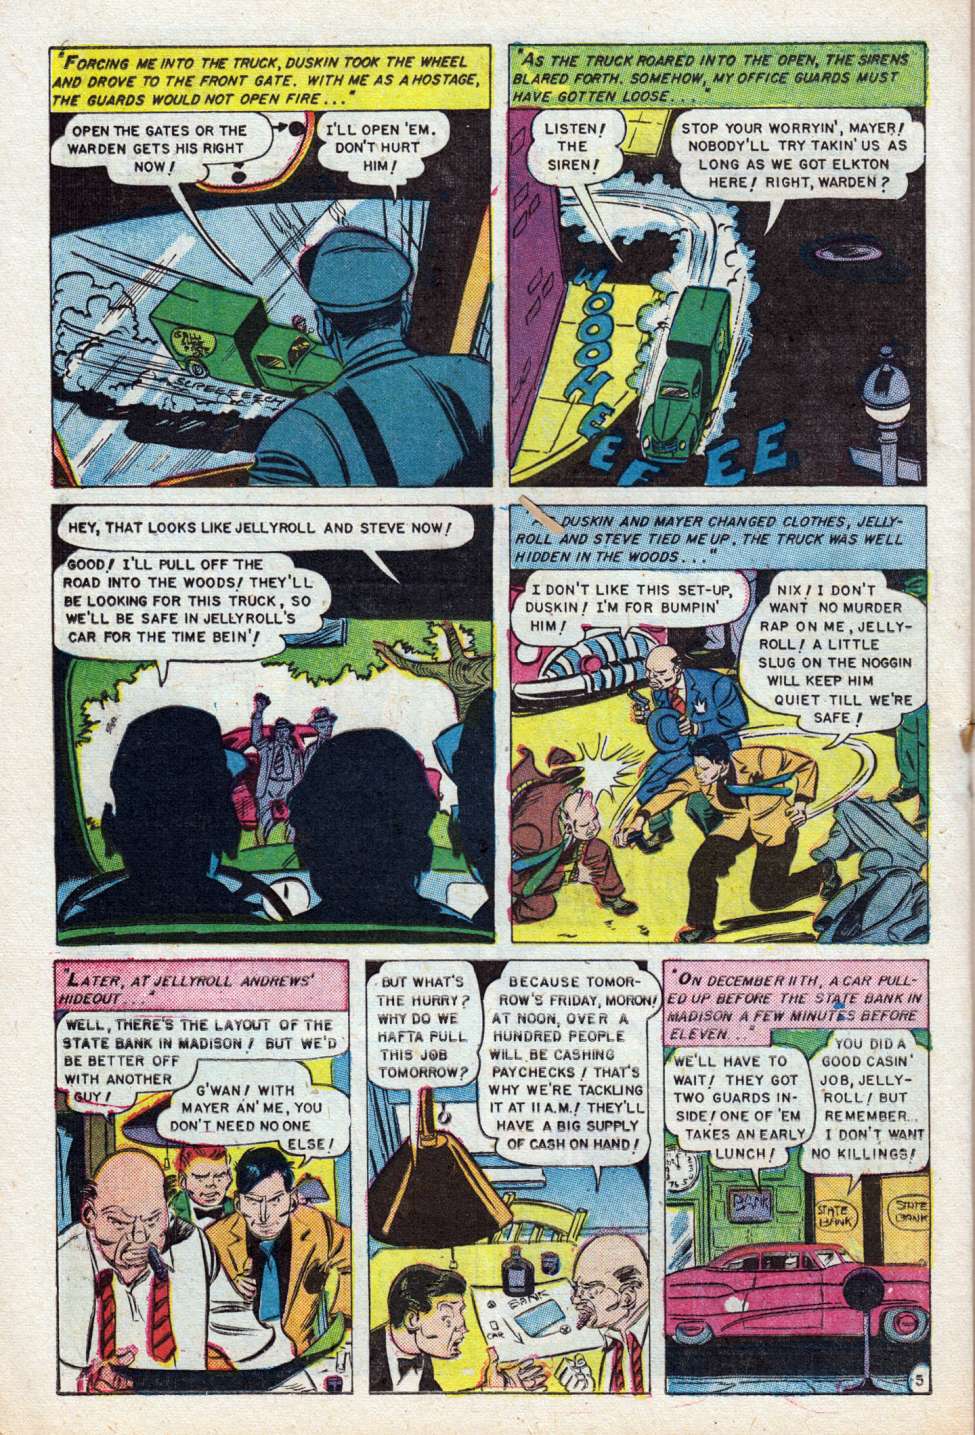 "FORCING ME INTO THE TRUCK, DUSKIN TOOK THE WHEEL
AND DROVE TO THE FRONT GATE. WITH ME AS A HOSTAGE,
THE GUARDS WOULD NOT OPEN FIRE..."
OPEN THE GATES OR THE
WARDEN GETS HIS RIGHT
NOW!
I'LL OPEN 'EM.
DON'T HURT
HIM!
SCREEEECH
"AS THE TRUCK ROARED INTO THE OPEN, THE SIRENS
BLARED FORTH. SOMEHOW, MY OFFICE GUARDS MUST
HAVE GOTTEN LOOSE..."
LISTEN!
THE
SIREN!
STOP YOUR WORRYIN', MAYER!
NOBODY'LL TRY TAKIN' US AS
LONG AS WE GOT ELKTON
HERE! RIGHT, WARDEN?
WOOOHEEEEE
HEY, THAT LOOKS LIKE JELLYROLL AND STEVE NOW!
GOOD! I'LL PULL OFF THE
ROAD INTO THE WOODS! THEY'LL
BE LOOKING FOR THIS TRUCK, SO
WE'LL BE SAFE IN JELLYROLL'S
CAR FOR THE TIME BEIN'!
DUSKIN AND MAYER CHANGED CLOTHES, JELLY-
ROLL AND STEVE TIED ME UP. THE TRUCK WAS WELL
HIDDEN IN THE WOODS..."
I DON'T LIKE THIS SET-UP,
DUSKIN! I'M FOR BUMPIN'
HIM!
NIX! I DON'T
WANT NO MURDER
RAP ON ME, JELLY-
ROLL! A LITTLE
SLUG ON THE NOGGIN
WILL KEEP HIM
QUIET TILL WE'RE
SAFE!
"LATER, AT JELLYROLL ANDREWS'
HIDEOUT..."
WELL, THERE'S THE LAYOUT OF THE
STATE BANK IN MADISON! BUT WE'D
BE BETTER OFF
WITH ANOTHER
GUY!
G'WAN! WITH
MAYER AN' ME, YOU
DON'T NEED NO ONE
ELSE!
BUT WHAT'S
THE HURRY?
WHY DO WE
HAFTA PULL
THIS JOB
TOMORROW?
BECAUSE TOMOR-
ROW'S FRIDAY, MORON!
AT NOON, OVER A
HUNDRED PEOPLE
WILL BE CASHING
PAYCHECKS! THAT'S
WHY WE'RE TACKLING
IT AT 11 A.M.! THEY'LL
HAVE A BIG SUPPLY
OF CASH ON HAND!
BANK
CAR
"ON DECEMBER 11TH, A CAR PULL-
ED UP BEFORE THE STATE BANK IN
MADISON A FEW MINUTES BEFORE
ELEVEN..."
WE'LL HAVE TO
WAIT! THEY GOT
TWO GUARDS IN-
SIDE! ONE OF 'EM
TAKES AN EARLY
LUNCH!
YOU DID A
GOOD CASIN'
JOB, JELLY-
ROLL! BUT
REMEMBER...
I DON'T WANT
NO KILLINGS!
BANK
STATE
BANK
STATE
BANK
5